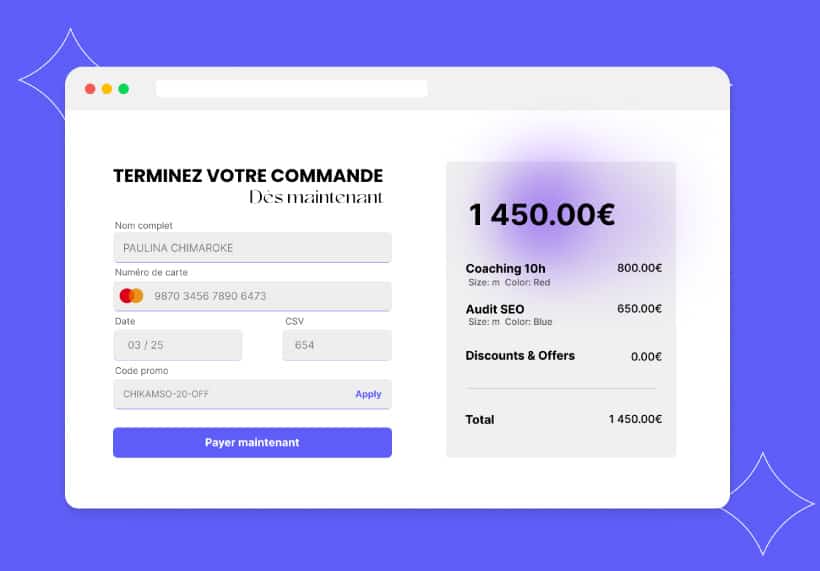 TERMINEZ VOTRE COMMANDE
Dès maintenant
Nom complet
PAULINA CHIMAROKE
Numéro de carte
9870 3456 7890 6473
Date
CSV
03 / 25
654
Code promo
CHIKAMSO-20-OFF
Apply
Payer maintenant
1 450.00€
Coaching 10h
800.00€
Size: m Color: Red
Audit SEO
650.00€
Size: m Color: Blue
Discounts & Offers
0.00€
Total
1 450.00€